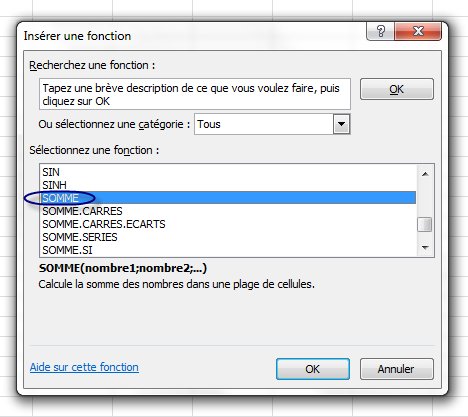 Insérer une fonction
?
Recherchez une fonction :
Tapez une brève description de ce que vous voulez faire, puis
cliquez sur OK
OK
Ou sélectionnez une catégorie : Tous
Sélectionnez une fonction :
SIN
SINH
SOMME
SOMME.CARRES
SOMME.CARRES.ECARTS
SOMME.SERIES
SOMME.SI
SOMME(nombre1;nombre2;...)
Calcule la somme des nombres dans une plage de cellules.
Aide sur cette fonction
OK
Annuler